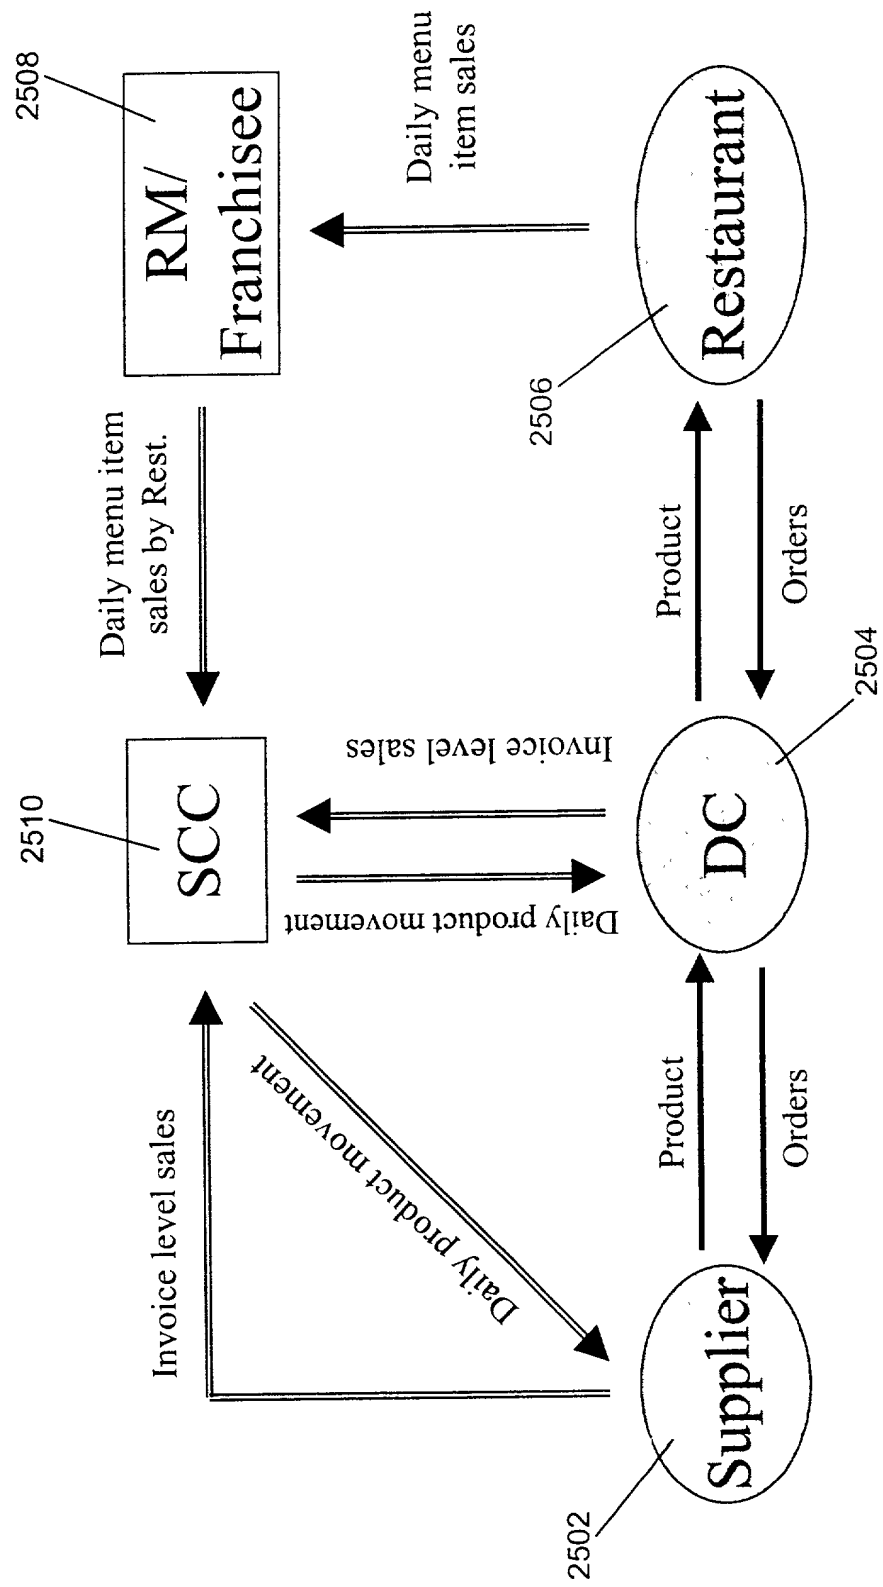 2510
2508
SCC
RM/
Franchisee
Daily menu item
sales by Rest.
Invoice level sales
Daily product movement
Daily product movement
Invoice level sales
Daily menu
item sales
2502
2506
Product
Product
Supplier
DC
Restaurant
Orders
Orders
2504